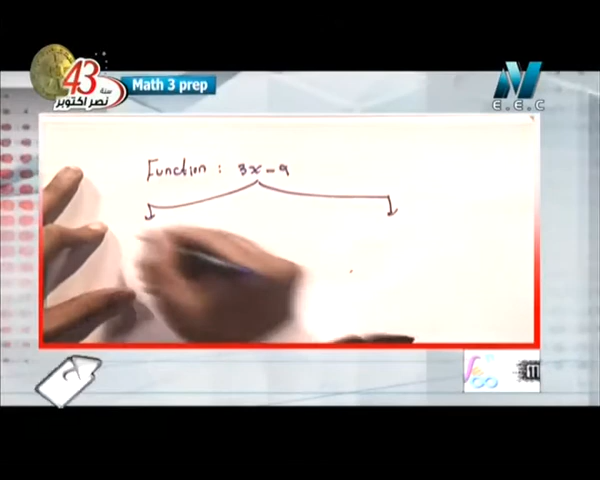 43
سنة
نصر اكتوبر
Math 3 prep
E.E.C
Function : 3x - 9
m